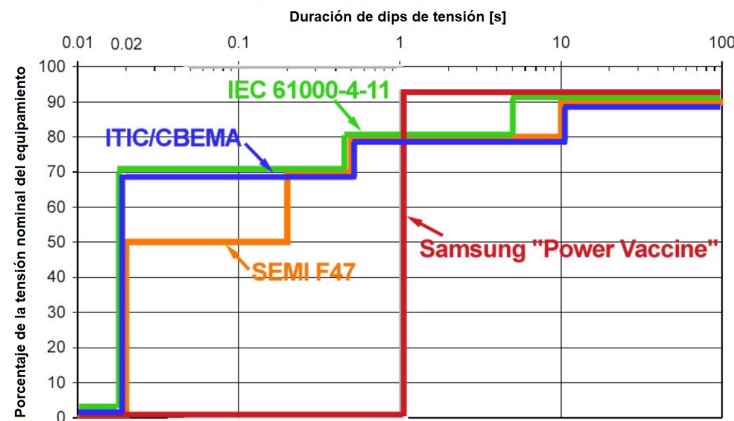 Duración de dips de tensión [s]
0.01 0.02 0.1 1 10 100
Porcentaje de la tensión nominal del equipamiento
100
90
80
70
60
50
40
30
20
10
0
IEC 61000-4-11
ITIC/CBEMA
Samsung "Power Vaccine"
SEMI F47